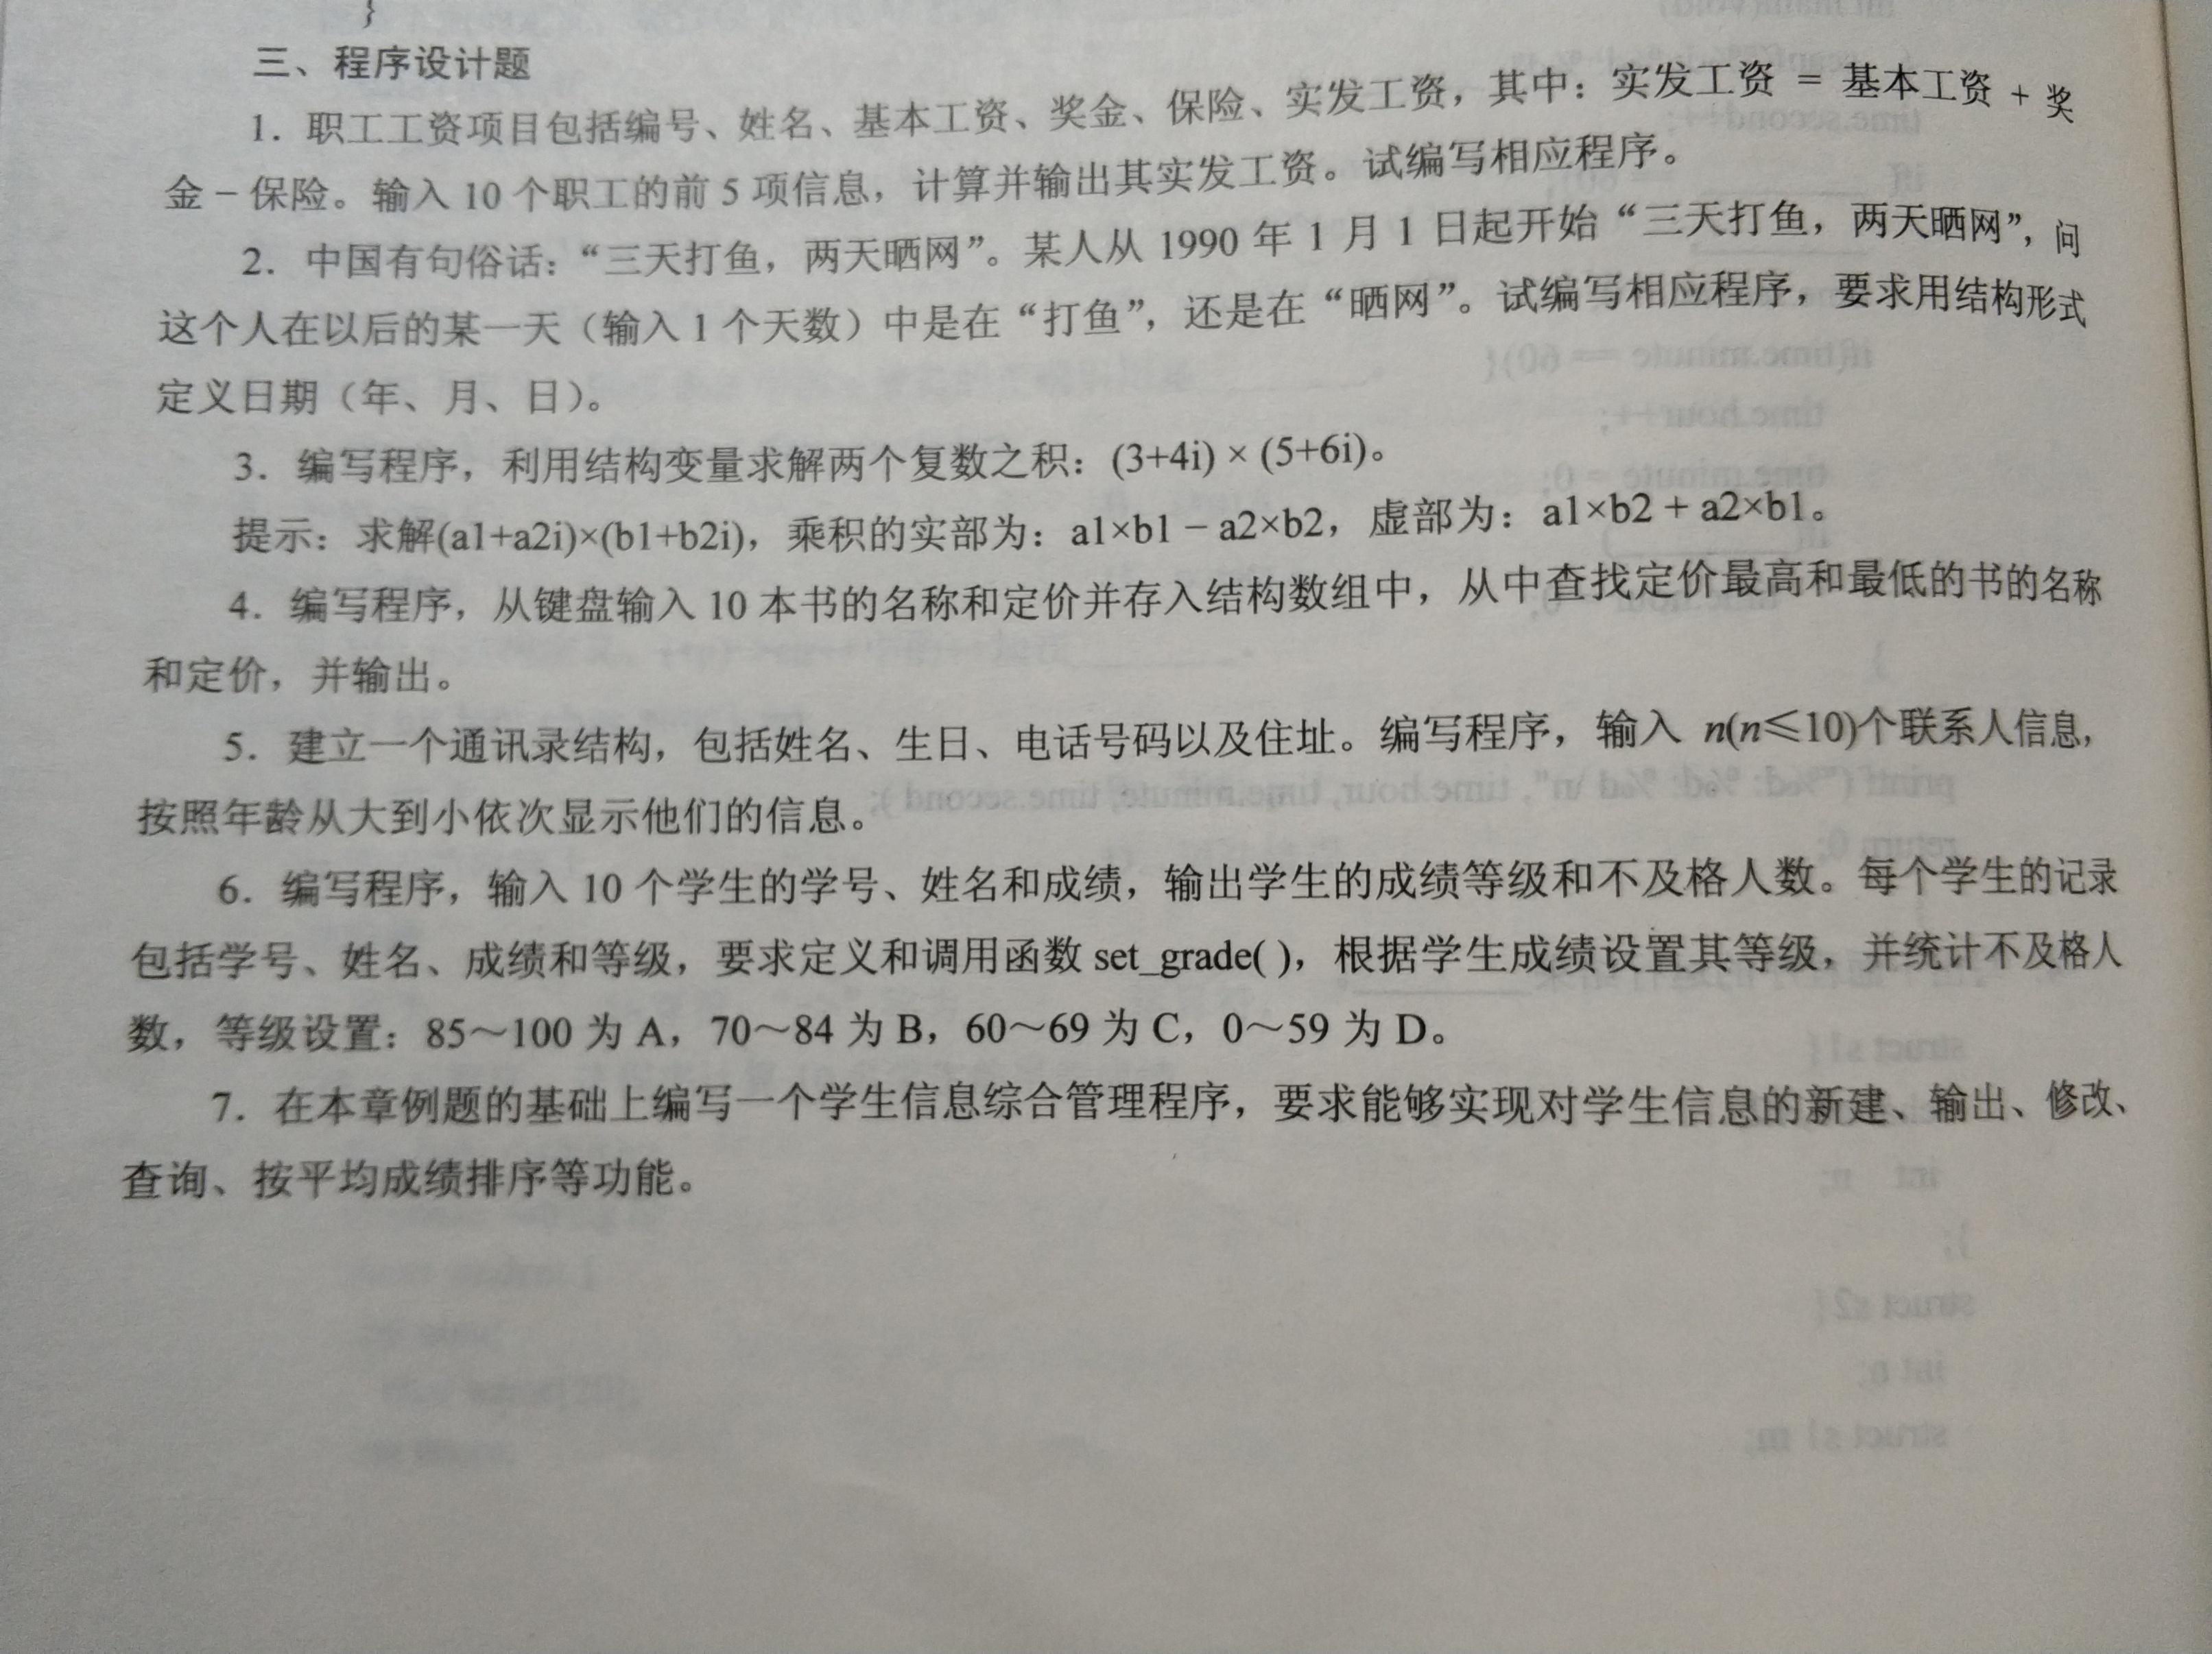 }
三、程序设计题
1. 职工工资项目包括编号、姓名、基本工资、奖金、保险、实发工资，其中：实发工资 = 基本工资 + 奖
金 − 保险。输入 10 个职工的前 5 项信息，计算并输出其实发工资。试编写相应程序。
2. 中国有句俗话：“三天打鱼，两天晒网”。某人从 1990 年 1 月 1 日起开始“三天打鱼，两天晒网”，问
这个人在以后的某一天（输入 1 个天数）中是在“打鱼”，还是在“晒网”。试编写相应程序，要求用结构形式
定义日期（年、月、日）。
3. 编写程序，利用结构变量求解两个复数之积：(3+4i) × (5+6i)。
提示：求解(a1+a2i)×(b1+b2i)，乘积的实部为：a1×b1 − a2×b2，虚部为：a1×b2 + a2×b1。
4. 编写程序，从键盘输入 10 本书的名称和定价并存入结构数组中，从中查找定价最高和最低的书的名称
和定价，并输出。
5. 建立一个通讯录结构，包括姓名、生日、电话号码以及住址。编写程序，输入 n(n≤10)个联系人信息，
按照年龄从大到小依次显示他们的信息。
6. 编写程序，输入 10 个学生的学号、姓名和成绩，输出学生的成绩等级和不及格人数。每个学生的记录
包括学号、姓名、成绩和等级，要求定义和调用函数 set_grade( )，根据学生成绩设置其等级，并统计不及格人
数，等级设置：85～100 为 A，70～84 为 B，60～69 为 C，0～59 为 D。
7. 在本章例题的基础上编写一个学生信息综合管理程序，要求能够实现对学生信息的新建、输出、修改、
查询、按平均成绩排序等功能。